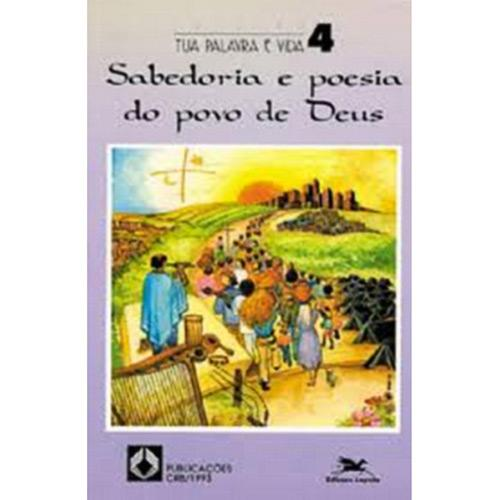 TUA PALAVRA É VIDA 4
Sabedoria e poesia
do povo de Deus
PUBLICAÇÕES
CRB/1993
Edições Loyola